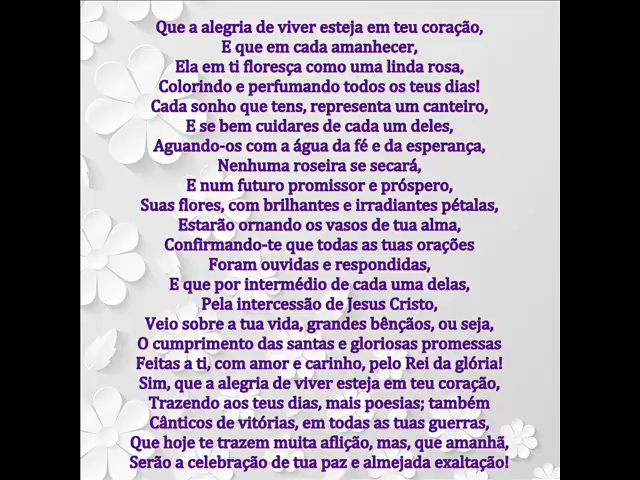 Que a alegria de viver esteja em teu coração,
E que em cada amanhecer,
Ela em ti floresça como uma linda rosa,
Colorindo e perfumando todos os teus dias!
Cada sonho que tens, representa um canteiro,
E se bem cuidares de cada um deles,
Aguando-os com a água da fé e da esperança,
Nenhuma roseira se secará,
E num futuro promissor e próspero,
Suas flores, com brilhantes e irradiantes pétalas,
Estarão ornando os vasos de tua alma,
Confirmando-te que todas as tuas orações
Foram ouvidas e respondidas,
E que por intermédio de cada uma delas,
Pela intercessão de Jesus Cristo,
Veio sobre a tua vida, grandes bênçãos, ou seja,
O cumprimento das santas e gloriosas promessas
Feitas a ti, com amor e carinho, pelo Rei da glória!
Sim, que a alegria de viver esteja em teu coração,
Trazendo aos teus dias, mais poesias; também
Cânticos de vitórias, em todas as tuas guerras,
Que hoje te trazem muita aflição, mas, que amanhã,
Serão a celebração de tua paz e almejada exaltação!